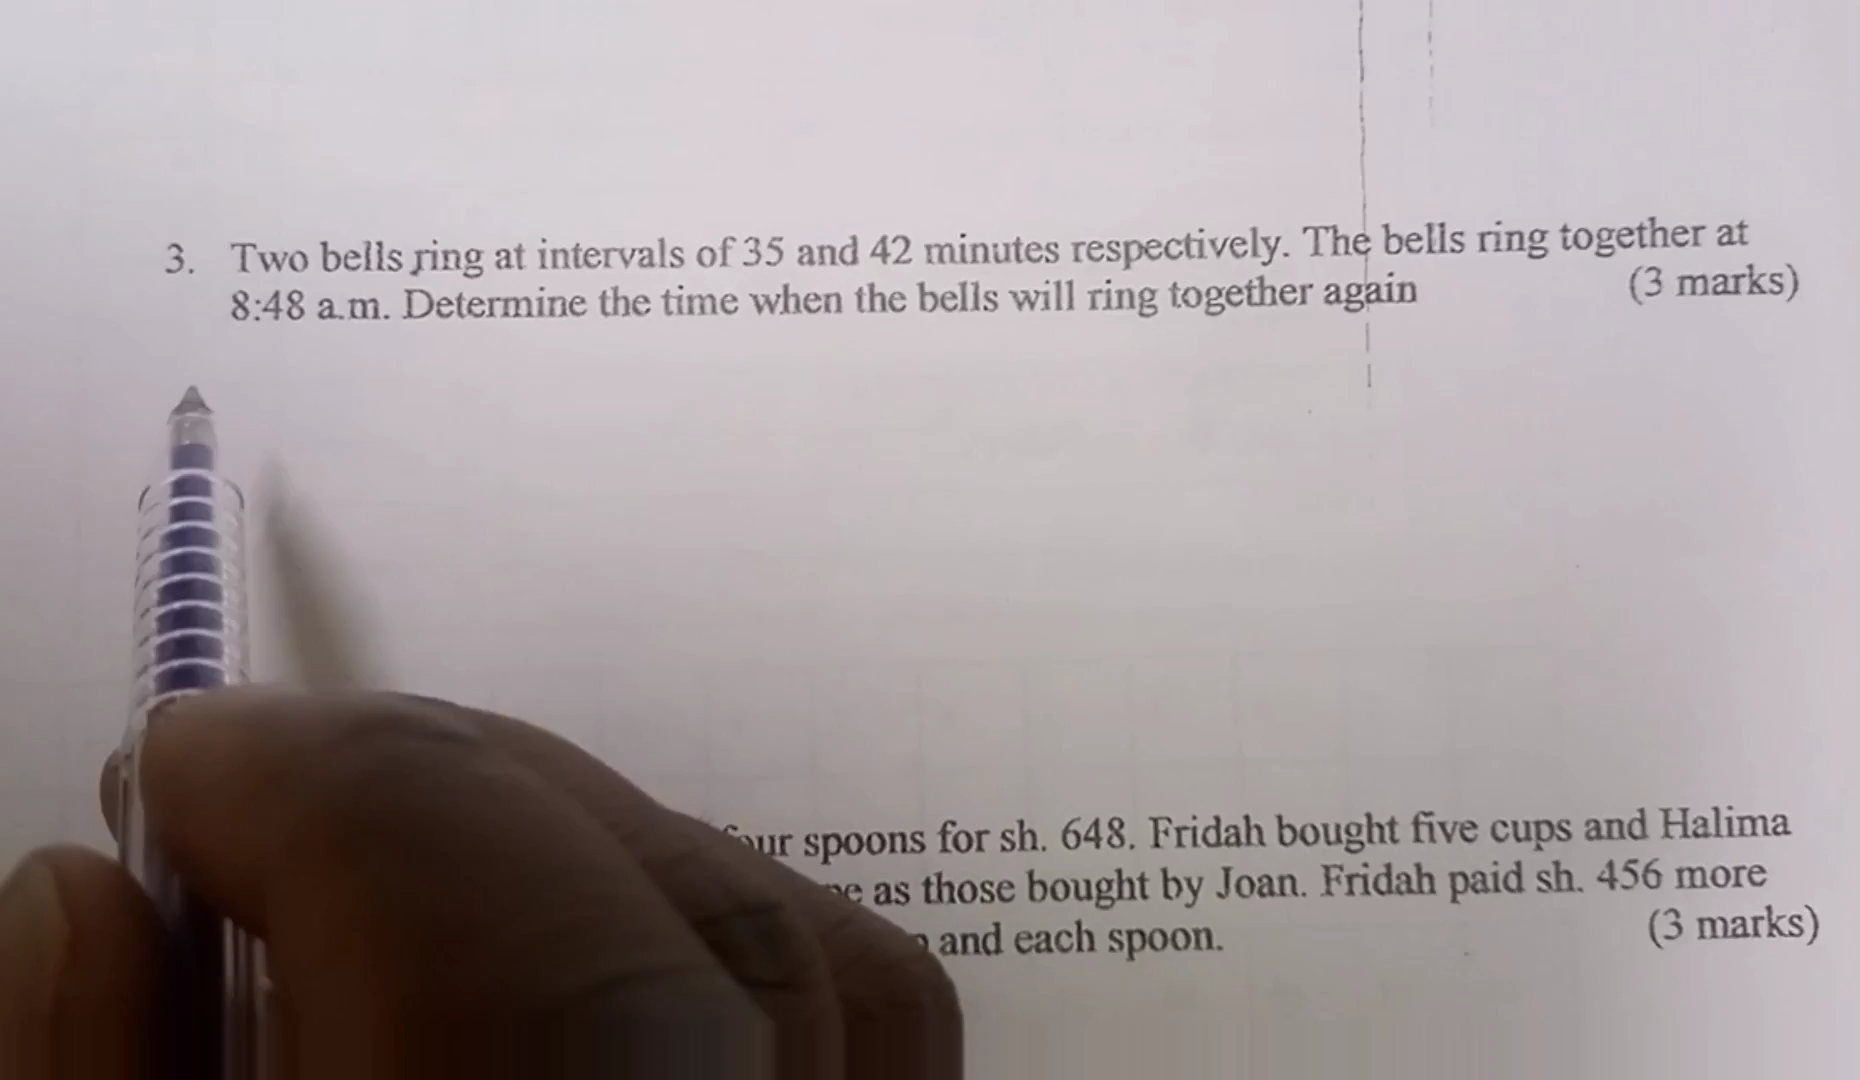 3. Two bells ring at intervals of 35 and 42 minutes respectively. The bells ring together at
8:48 a.m. Determine the time when the bells will ring together again (3 marks)
spoons for sh. 648. Fridah bought five cups and Halima
as those bought by Joan. Fridah paid sh. 456 more
and each spoon. (3 marks)